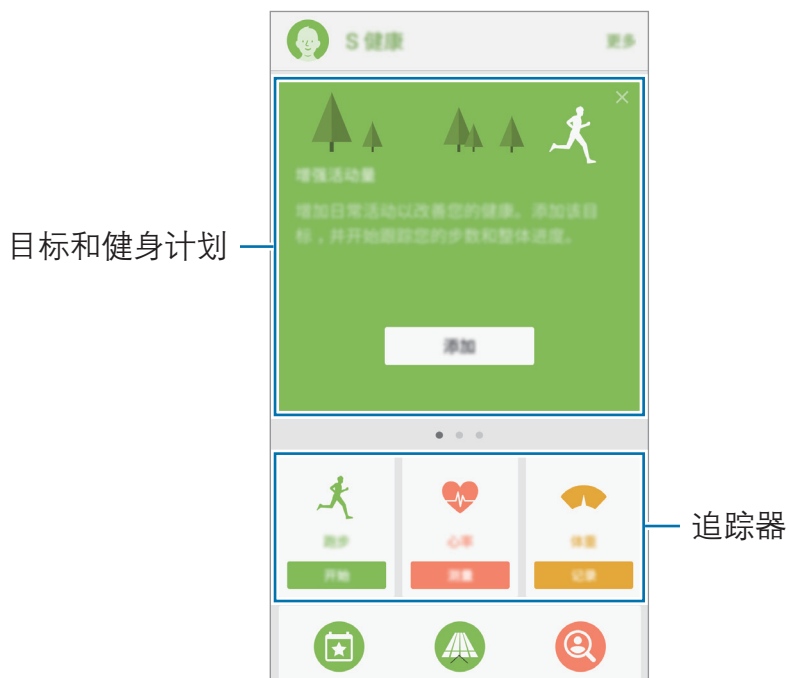 S 健康
更多
增强活动量
增加日常活动以改善您的健康。添加该目
标，并开始跟踪您的步数和整体进度。
目标和健身计划
添加
追踪器
跑步
心率
体重
开始
测量
记录